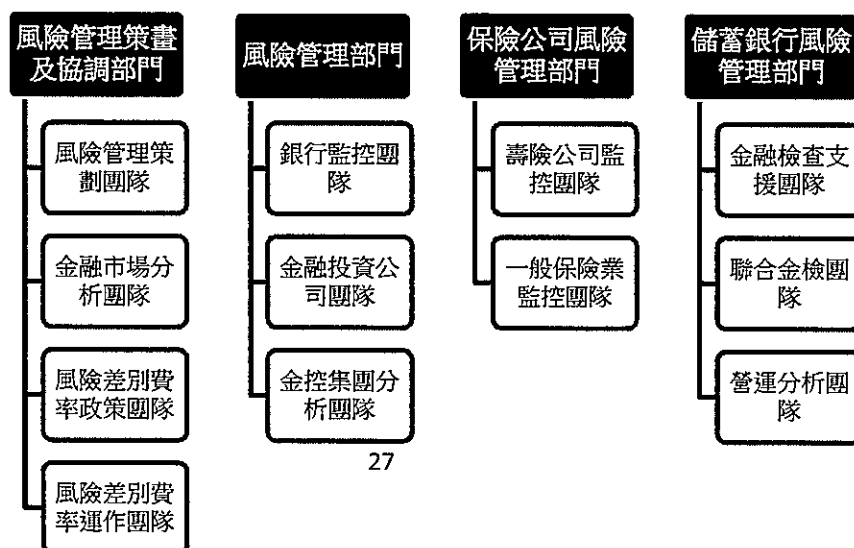 風險管理策畫
及協調部門
風險管理策
劃團隊
金融市場分
析團隊
風險差別費
率政策團隊
風險差別費
率運作團隊
風險管理部門
銀行監控團
隊
金融投資公
司團隊
金控集團分
析團隊
保險公司風險
管理部門
壽險公司監
控團隊
一般保險業
監控團隊
儲蓄銀行風險
管理部門
金融檢查支
援團隊
聯合金檢團
隊
營運分析團
隊
27